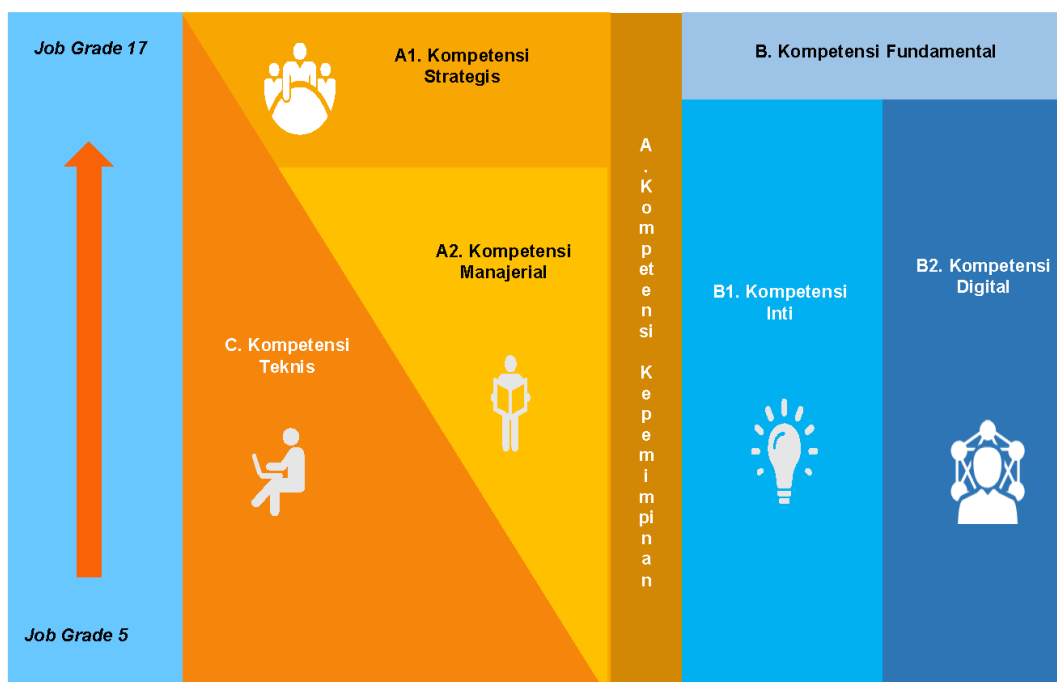 Job Grade 17
A1. Kompetensi
Strategis
B. Kompetensi Fundamental
A
.
K
o
m
p
et
e
n
si
K
e
p
e
m
i
m
pi
n
a
n
A2. Kompetensi
Manajerial
B1. Kompetensi
Inti
B2. Kompetensi
Digital
C. Kompetensi
Teknis
Job Grade 5